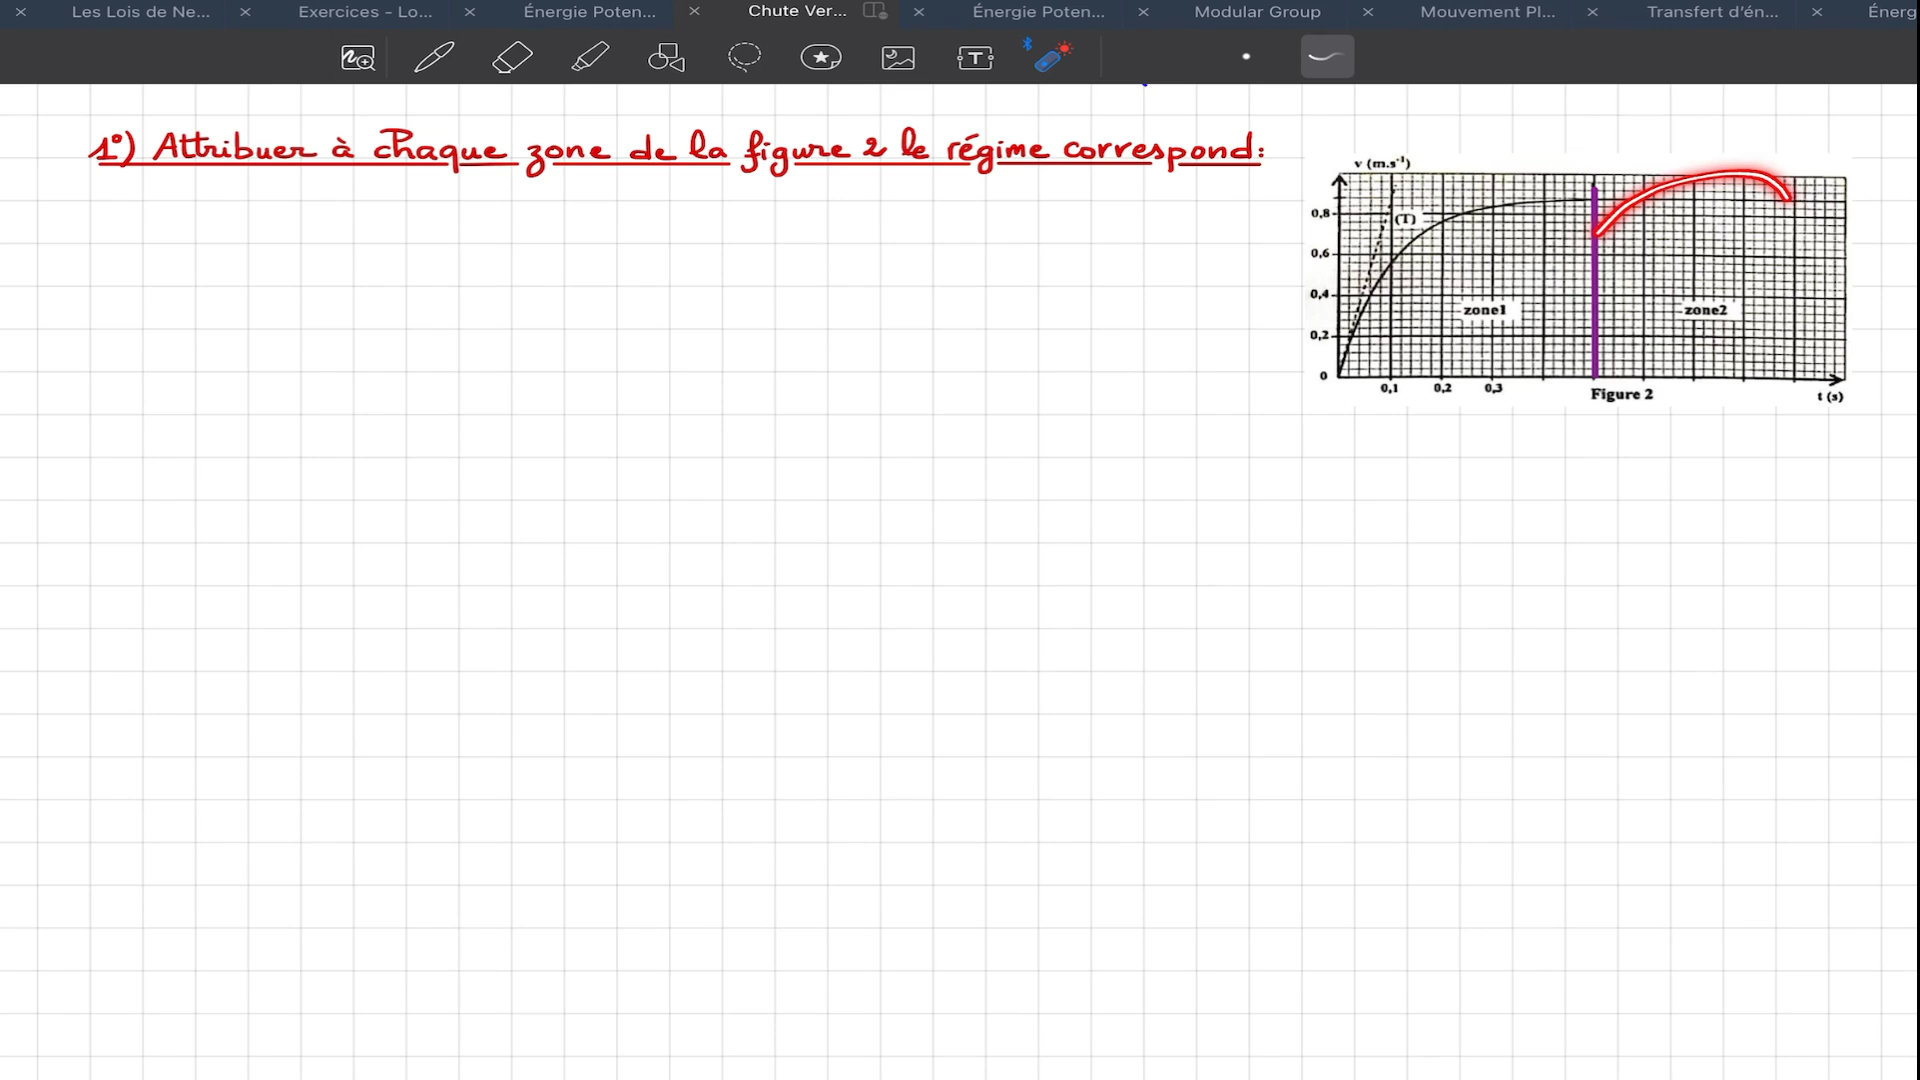 Les Lois de Ne...
Exercices - Lo...
Énergie Poten...
Chute Ver...
Énergie Poten...
Modular Group
Mouvement Pl...
Transfert d'én...
Énerg
T
1°) Attribuer à chaque zone de la figure 2 le régime correspond:
v (m.s⁻¹)
0,8
(T)
0,6
0,4
zone1
zone2
0,2
0
0,1
0,2
0,3
Figure 2
t (s)